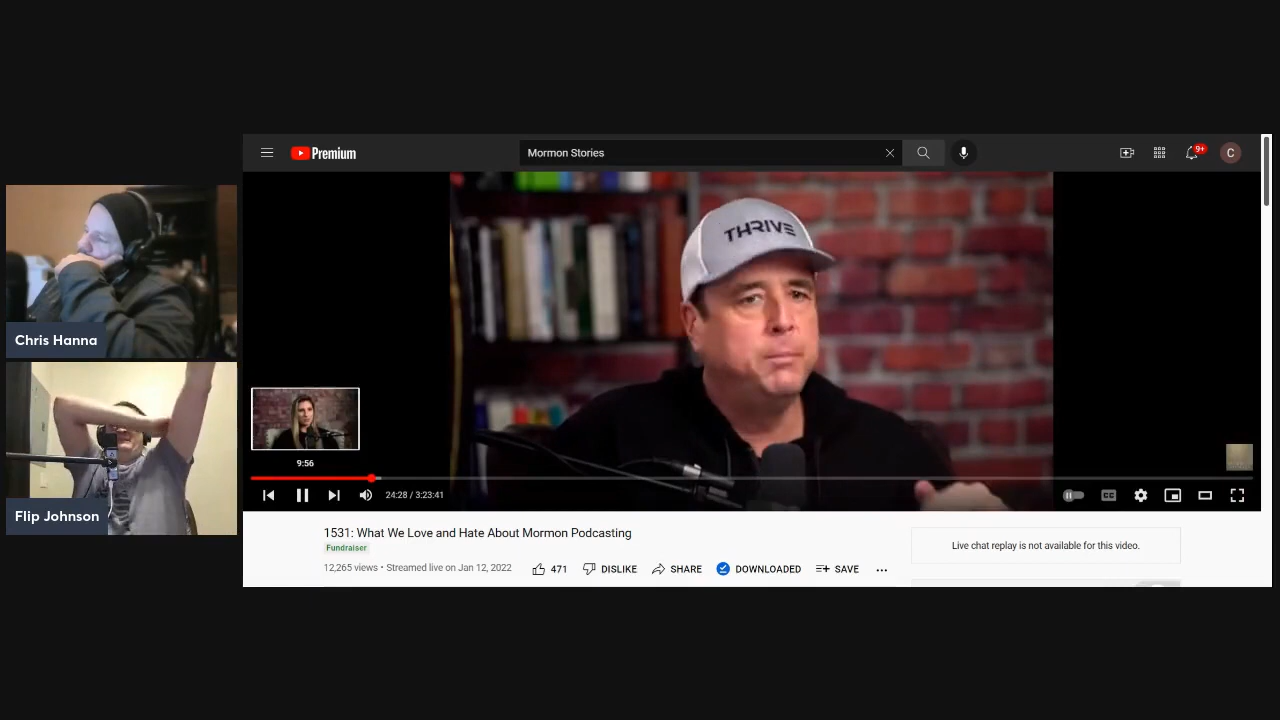 Premium
Mormon Stories
9+
C
THRIVE
Chris Hanna
Flip Johnson
9:56
24:28 / 3:23:41
1531: What We Love and Hate About Mormon Podcasting
Fundraiser
12,265 views • Streamed live on Jan 12, 2022
471
DISLIKE
SHARE
DOWNLOADED
SAVE
Live chat replay is not available for this video.